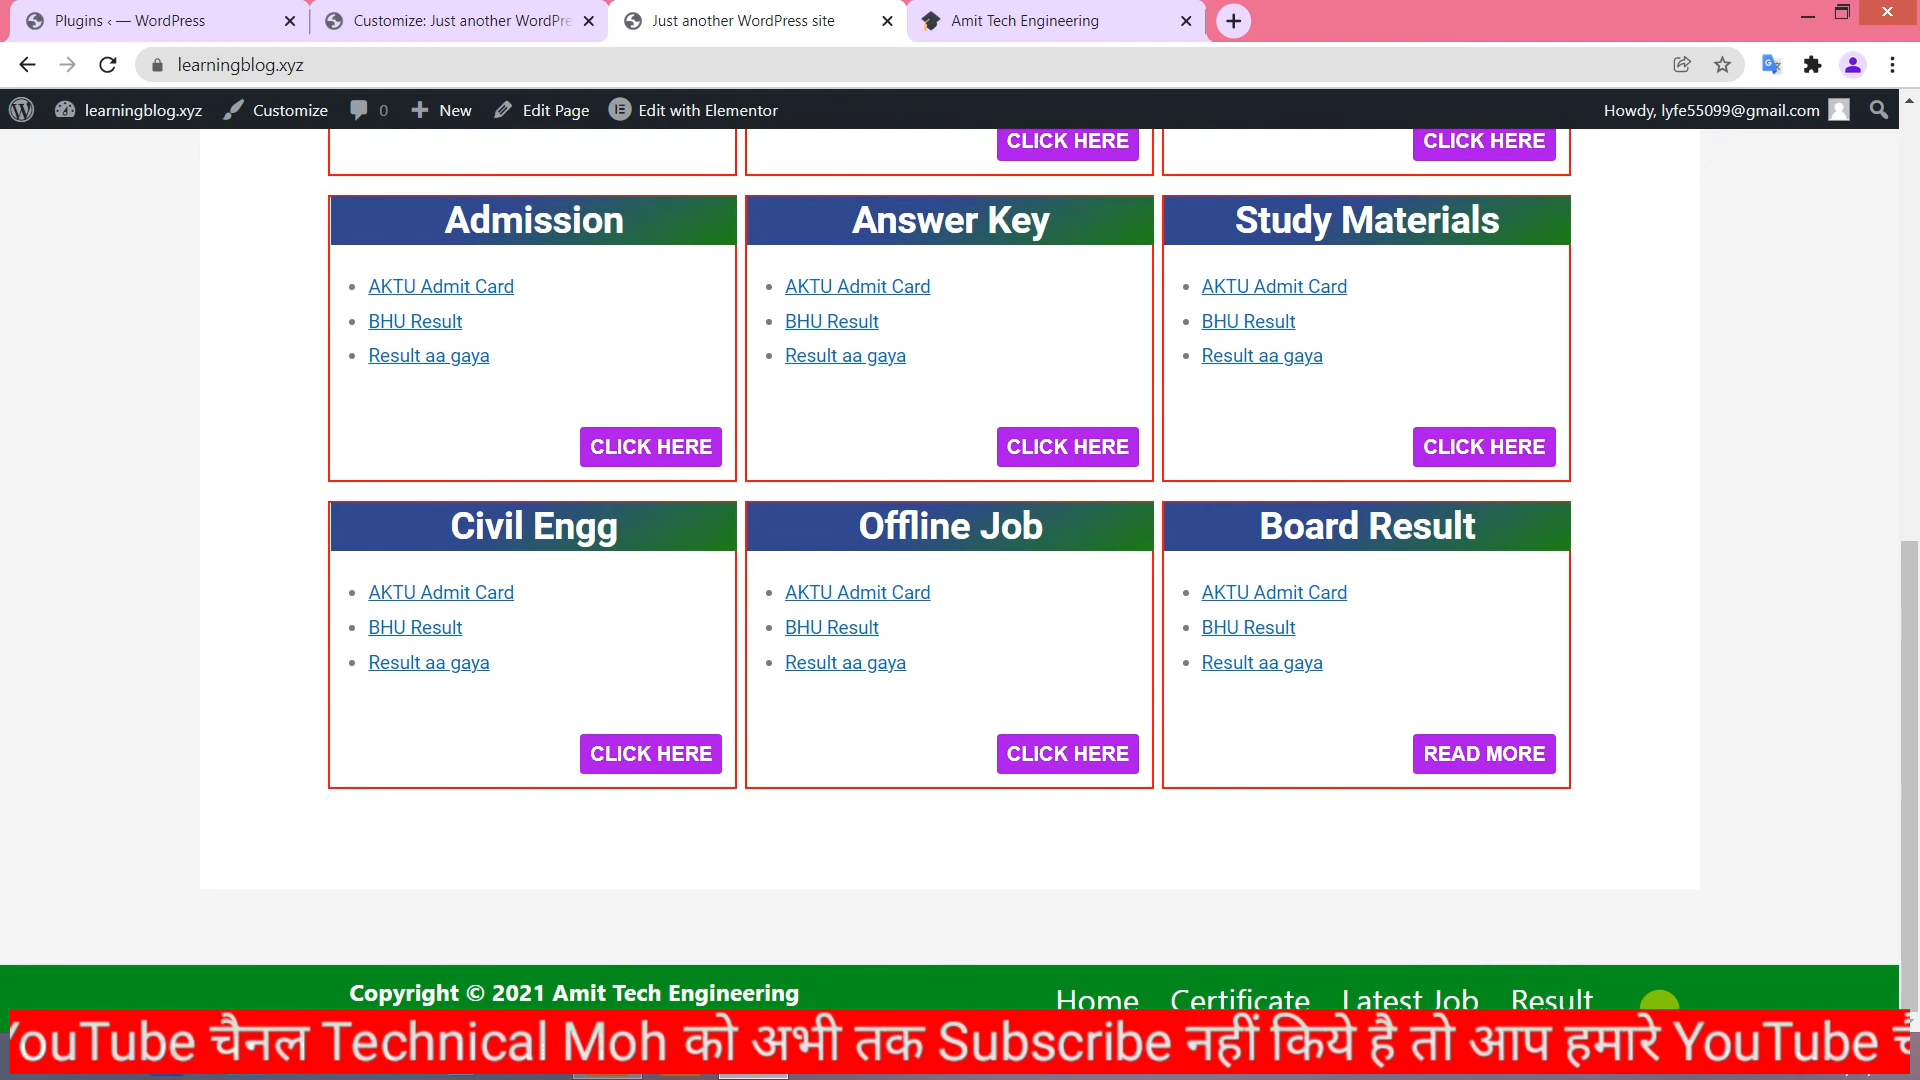 Plugins ‹ — WordPress
Customize: Just another WordPre
Just another WordPress site
Amit Tech Engineering
learningblog.xyz
learningblog.xyz Customize 0 New Edit Page Edit with Elementor Howdy, lyfe55099@gmail.com
CLICK HERE CLICK HERE
Admission Answer Key Study Materials
AKTU Admit Card AKTU Admit Card AKTU Admit Card
BHU Result BHU Result BHU Result
Result aa gaya Result aa gaya Result aa gaya
CLICK HERE CLICK HERE CLICK HERE
Civil Engg Offline Job Board Result
AKTU Admit Card AKTU Admit Card AKTU Admit Card
BHU Result BHU Result BHU Result
Result aa gaya Result aa gaya Result aa gaya
CLICK HERE CLICK HERE READ MORE
Copyright © 2021 Amit Tech Engineering Home Certificate Latest Job Result
YouTube चैनल Technical Moh को अभी तक Subscribe नहीं किये है तो आप हमारे YouTube